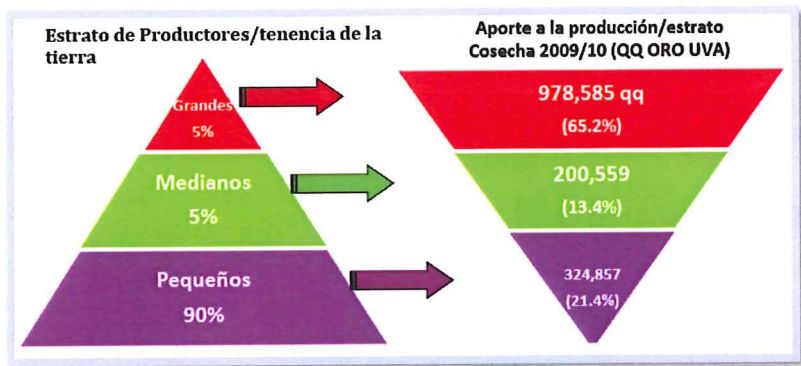 Estrato de Productores/tenencia de la
tierra
Grandes
5%
Medianos
5%
Pequeños
90%
Aporte a la producción/estrato
Cosecha 2009/10 (QQ ORO UVA)
978,585 qq
(65.2%)
200,559
(13.4%)
324,857
(21.4%)